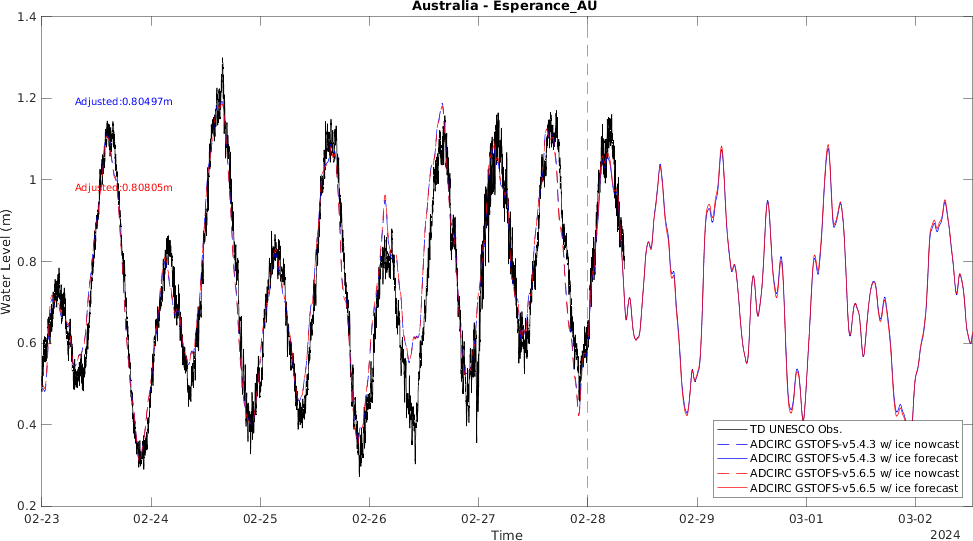 Australia - Esperance_AU
Water Level (m)
1.4
1.2
1
0.8
0.6
0.4
0.2
Adjusted:0.80497m
Adjusted:0.80805m
TD UNESCO Obs.
ADCIRC GSTOFS-v5.4.3 w/ ice nowcast
ADCIRC GSTOFS-v5.4.3 w/ ice forecast
ADCIRC GSTOFS-v5.6.5 w/ ice nowcast
ADCIRC GSTOFS-v5.6.5 w/ ice forecast
02-23 02-24 02-25 02-26 02-27 02-28 02-29 03-01 03-02
Time
2024